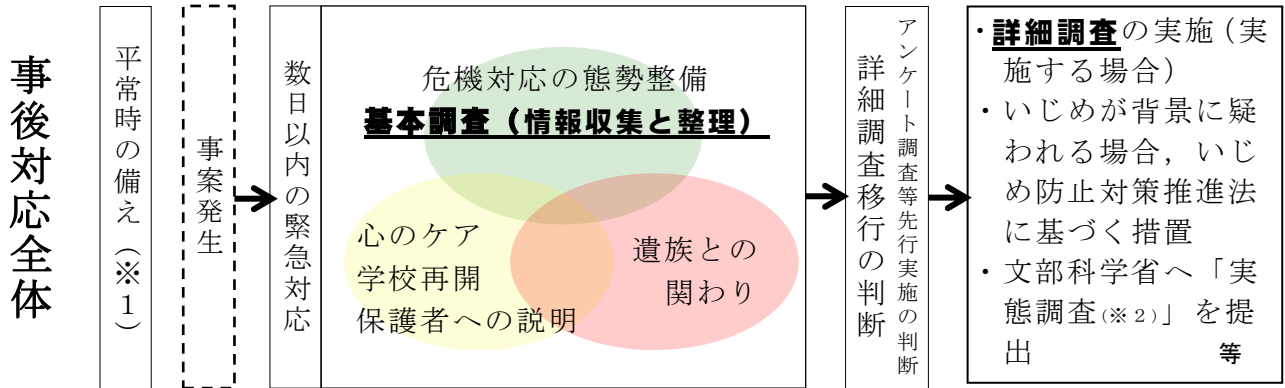 事後対応全体
平常時の備え（※１）
事案発生
数日以内の緊急対応
危機対応の態勢整備
基本調査（情報収集と整理）
心のケア
学校再開
保護者への説明
遺族との
関わり
詳細調査移行の判断
アンケート調査等先行実施の判断
・詳細調査の実施（実
施する場合）
・いじめが背景に疑
われる場合，いじ
め防止対策推進法
に基づく措置
・文部科学省へ「実
態調査(※２)」を提
出　等